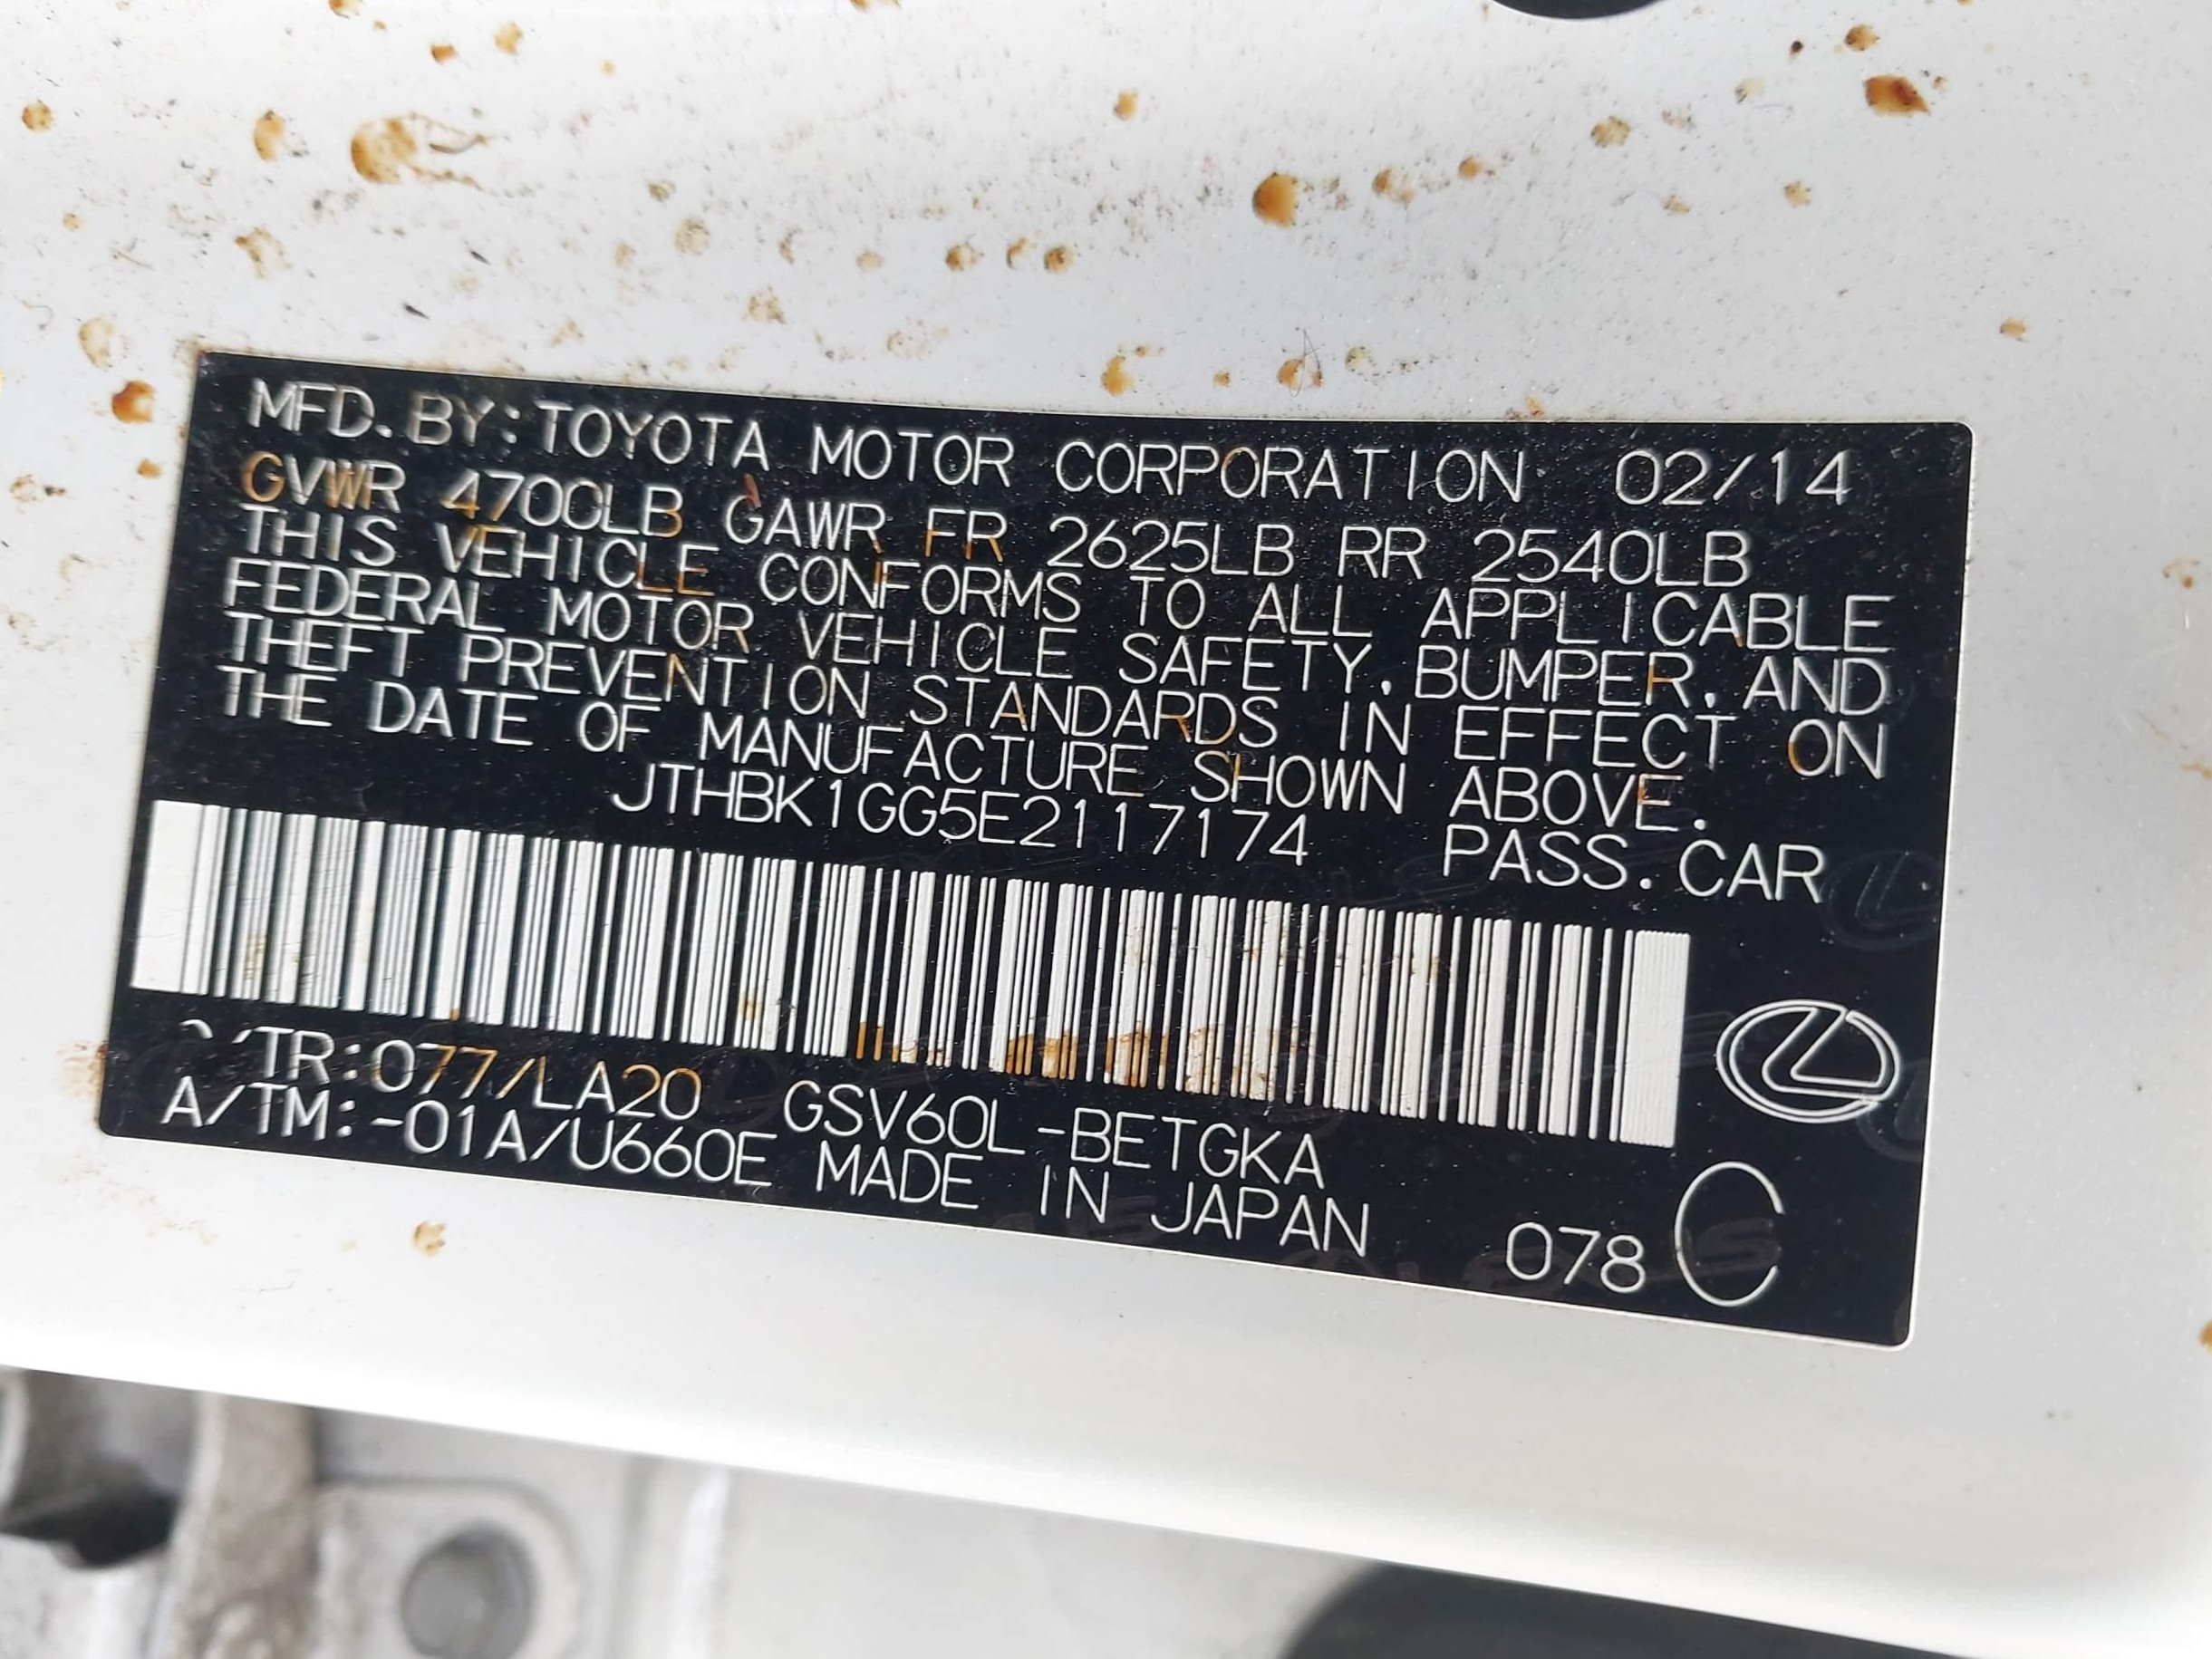 MFD. BY: TOYOTA MOTOR CORPORATION 02/14
GVWR 4700LB GAWR FR 2625LB RR 2540LB
THIS VEHICLE CONFORMS TO ALL APPLICABLE
FEDERAL MOTOR VEHICLE SAFETY, BUMPER, AND
THEFT PREVENTION STANDARDS IN EFFECT ON
THE DATE OF MANUFACTURE SHOWN ABOVE.
JTHBK1GG5E2117174 PASS. CAR
/TR:077/LA20 GSV60L-BETGKA
A/TM:-01A/U660E MADE IN JAPAN 078 C